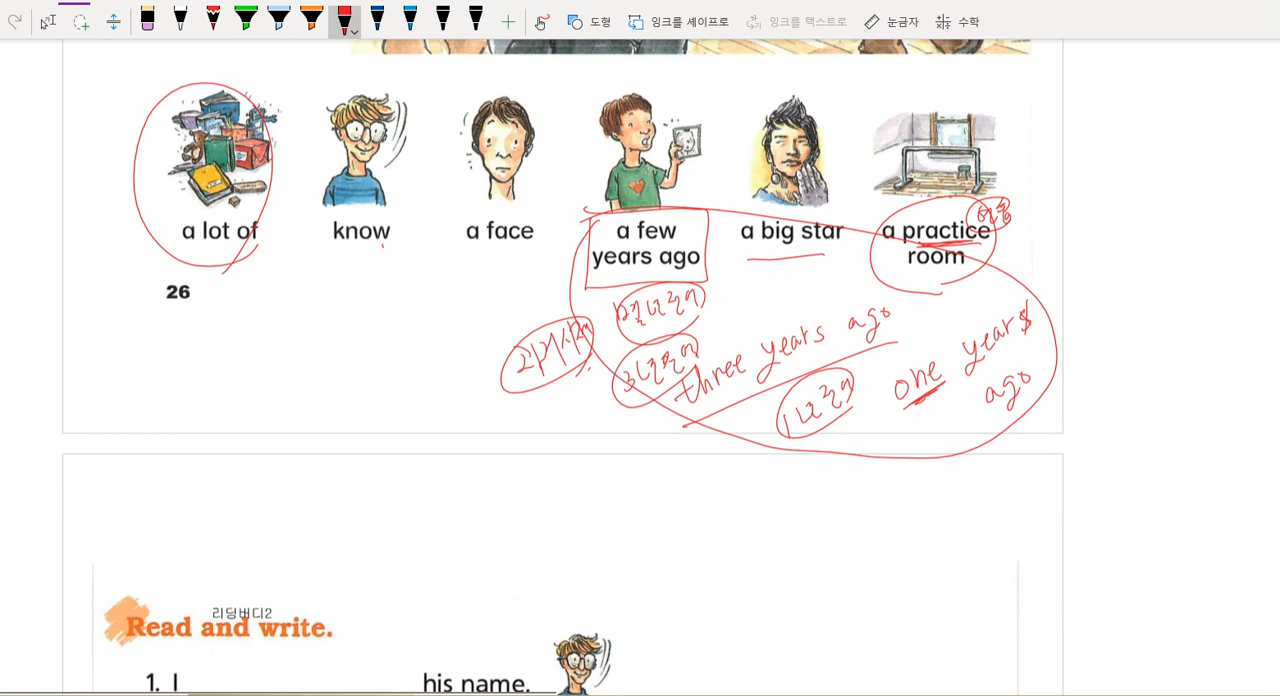 도형
잉크를 셰이프로
잉크를 텍스트로
눈금자
수학
a lot of
know
a face
a few
years ago
a big star
a practice
room
연습
26
몇 년 전에
과거시제
3년 전에
three years ago
1년 전에
one years
ago
리딩버디2
Read and write.
1. I ____________ his name.